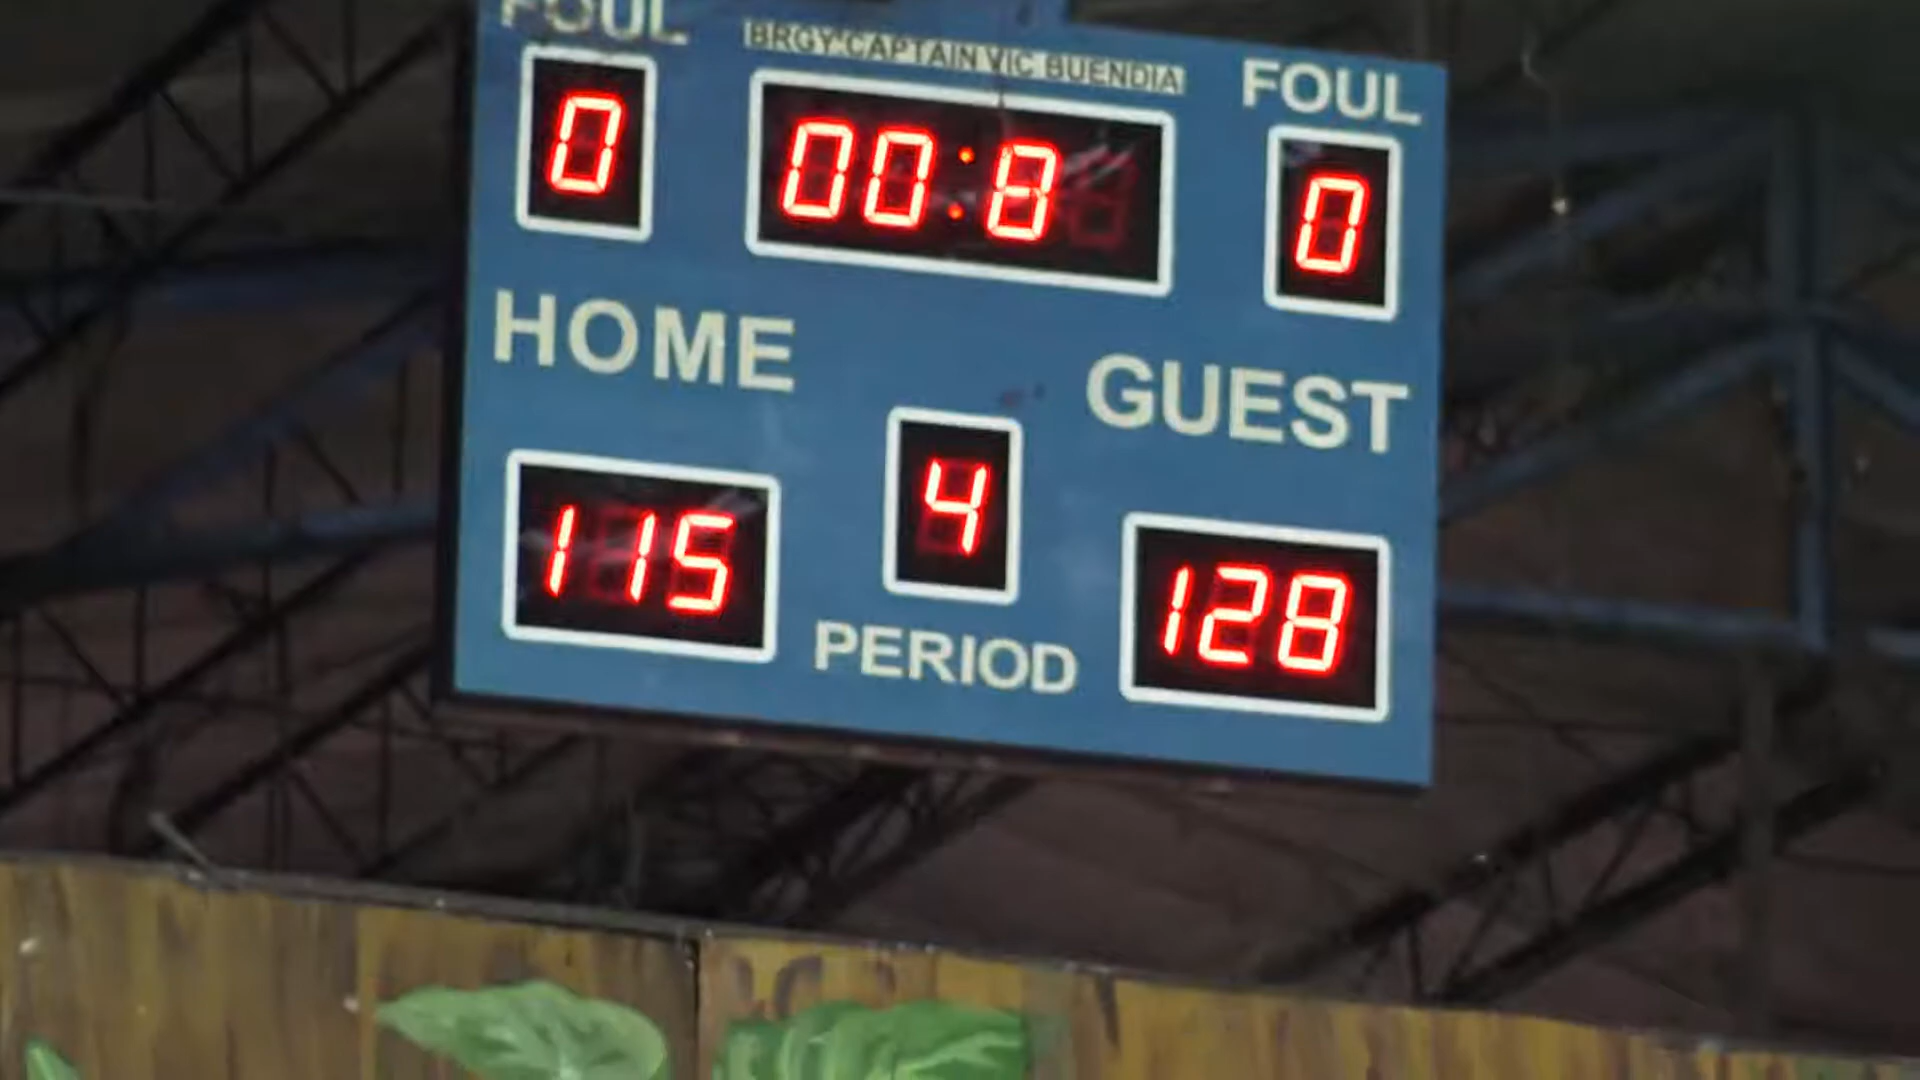 FOUL
BRGY.CAPTAIN VIC BUENDIA
FOUL
0
00:8
0
HOME
GUEST
115
4
128
PERIOD